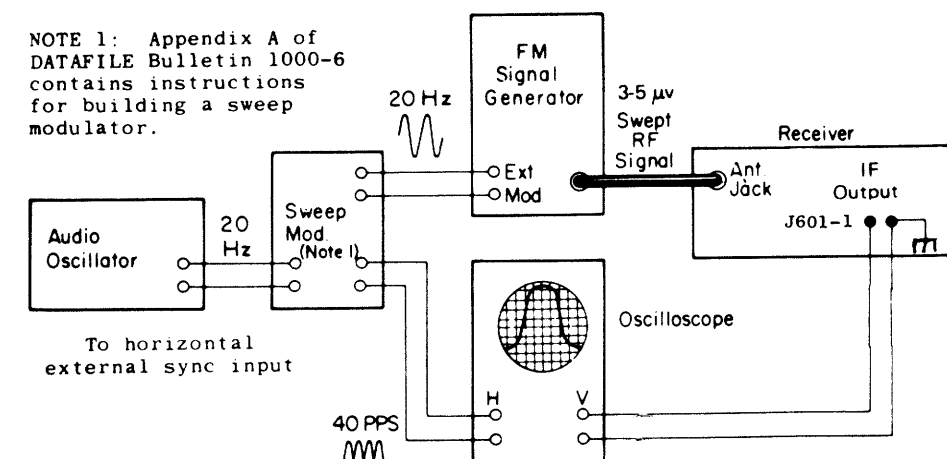 NOTE 1: Appendix A of
DATAFILE Bulletin 1000-6
contains instructions
for building a sweep
modulator.
20 Hz
FM
Signal
Generator
Ext
Mod.
3-5 μv
Swept
RF
Signal
Receiver
Ant.
Jack
IF
Output
J601-1
Audio
Oscillator
20
Hz
Sweep
Mod.
(Note 1)
Oscilloscope
To horizontal
external sync input
H
V
40 PPS